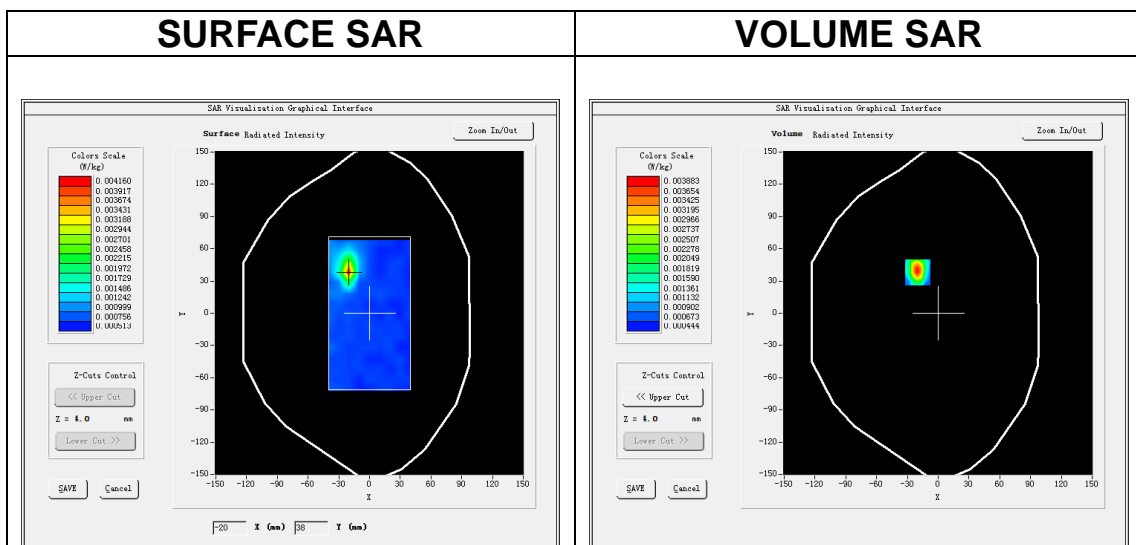 SURFACE SAR
VOLUME SAR
SAR Visualisation Graphical Interface
Surface Radiated Intensity
Zoom In/Out
Colors Scale
(W/kg)
0.004160
0.003917
0.003674
0.003431
0.003188
0.002944
0.002701
0.002458
0.002215
0.001972
0.001729
0.001486
0.001242
0.000999
0.000756
0.000513
150
120
90
60
30
0
-30
-60
-90
-120
-150
Y
-150 -120 -90 -60 -30 0 30 60 90 120 150
X
Z-Cuts Control
<< Upper Cut
Z = 4.0 mm
Lower Cut >>
SAVE Cancel
-20 X (mm) 38 Y (mm)
SAR Visualisation Graphical Interface
Volume Radiated Intensity
Zoom In/Out
Colors Scale
(W/kg)
0.003883
0.003654
0.003425
0.003195
0.002966
0.002737
0.002507
0.002278
0.002049
0.001819
0.001590
0.001361
0.001132
0.000902
0.000673
0.000444
150
120
90
60
30
0
-30
-60
-90
-120
-150
Y
-150 -120 -90 -60 -30 0 30 60 90 120 150
X
Z-Cuts Control
<< Upper Cut
Z = 4.0 mm
Lower Cut >>
SAVE Cancel